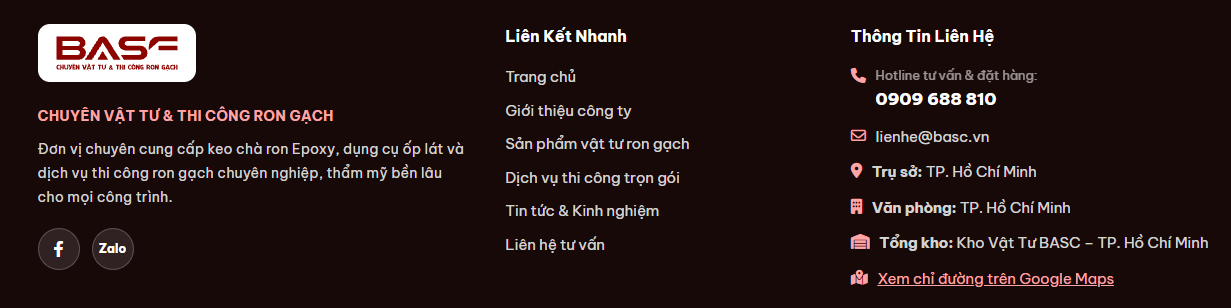 BASF
CHUYÊN VẬT TƯ & THI CÔNG RON GẠCH
CHUYÊN VẬT TƯ & THI CÔNG RON GẠCH
Đơn vị chuyên cung cấp keo chà ron Epoxy, dụng cụ ốp lát và
dịch vụ thi công ron gạch chuyên nghiệp, thẩm mỹ bền lâu
cho mọi công trình.
f
Zalo
Liên Kết Nhanh
Trang chủ
Giới thiệu công ty
Sản phẩm vật tư ron gạch
Dịch vụ thi công trọn gói
Tin tức & Kinh nghiệm
Liên hệ tư vấn
Thông Tin Liên Hệ
Hotline tư vấn & đặt hàng:
0909 688 810
lienhe@basc.vn
Trụ sở: TP. Hồ Chí Minh
Văn phòng: TP. Hồ Chí Minh
Tổng kho: Kho Vật Tư BASC – TP. Hồ Chí Minh
Xem chỉ đường trên Google Maps